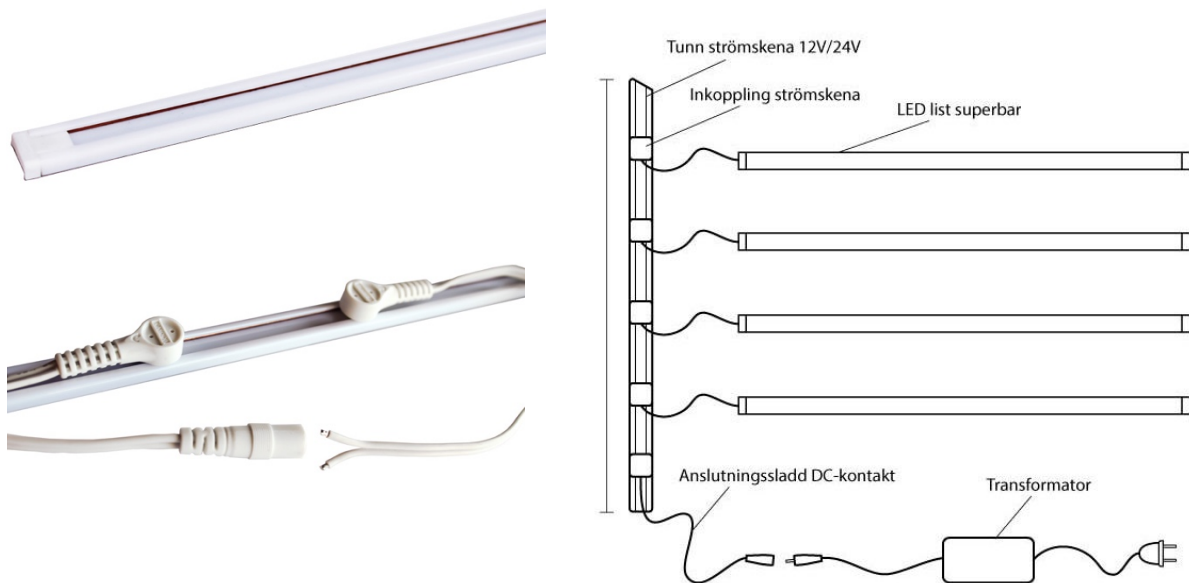 Tunn strömskena 12V/24V
Inkoppling strömskena
LED list superbar
Anslutningssladd DC-kontakt
Transformator